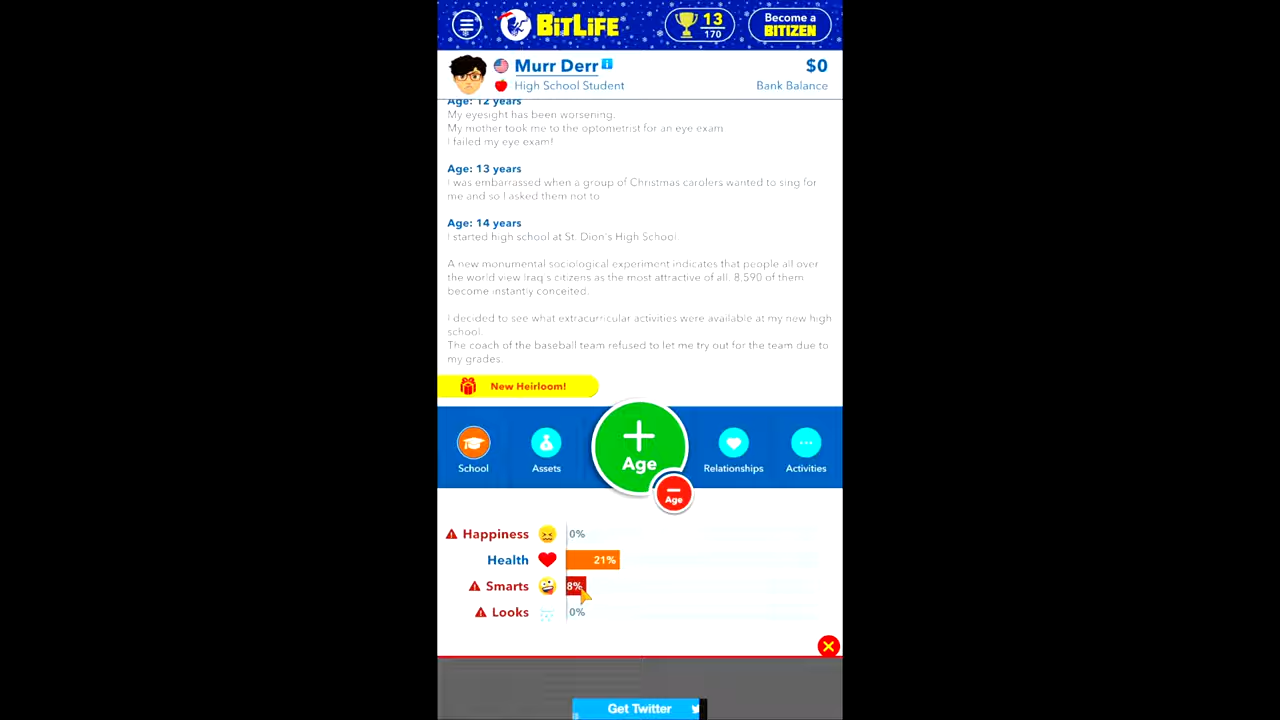 BITLIFE
13
170
Become a
BITIZEN
Murr Derr
$0
High School Student
Bank Balance
Age: 12 years
My eyesight has been worsening.
My mother took me to the optometrist for an eye exam
I failed my eye exam!
Age: 13 years
I was embarrassed when a group of Christmas carolers wanted to sing for
me and so I asked them not to
Age: 14 years
I started high school at St. Dion's High School.
A new monumental sociological experiment indicates that people all over
the world view Iraq s citizens as the most attractive of all. 8,590 of them
become instantly conceited.
I decided to see what extracurricular activities were available at my new high
school.
The coach of the baseball team refused to let me try out for the team due to
my grades.
New Heirloom!
School
Assets
Age
Relationships
Activities
Age
Happiness 0%
Health 21%
Smarts 8%
Looks 0%
Get Twitter